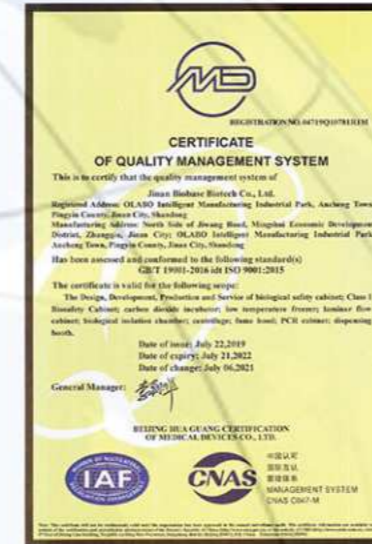 MD
REGISTRATION NO: 04719Q10781R1M
CERTIFICATE
OF QUALITY MANAGEMENT SYSTEM
This is to certify that the quality management system of
Jinan Biobase Biotech Co., Ltd.
Registered Address: OLABO Intelligent Manufacturing Industrial Park, Ancheng Town
Pingyin County, Jinan City, Shandong
Manufacturing Address: North Side of Jiwang Road, Mingshui Economic Development
District, Zhangqiu, Jinan City; OLABO Intelligent Manufacturing Industrial Park
Ancheng Town, Pingyin County, Jinan City, Shandong
Has been assessed and conformed to the following standard(s)
GB/T 19001-2016 idt ISO 9001:2015
The certificate is valid for the following scope:
The Design, Development, Production and Service of biological safety cabinet; Class I
Biosafety Cabinet; carbon dioxide incubator; low temperature freezer; laminar flow
cabinet; biological isolation chamber; centrifuge; fume hood; PCR cabinet; dispensing
booth.
Date of issue: July 22,2019
Date of expiry: July 21,2022
Date of change: July 06,2021
General Manager:
BEIJING HUA GUANG CERTIFICATION
OF MEDICAL DEVICES CO., LTD.
IAF
CNAS
中国认可
国际互认
管理体系
MANAGEMENT SYSTEM
CNAS C047-M